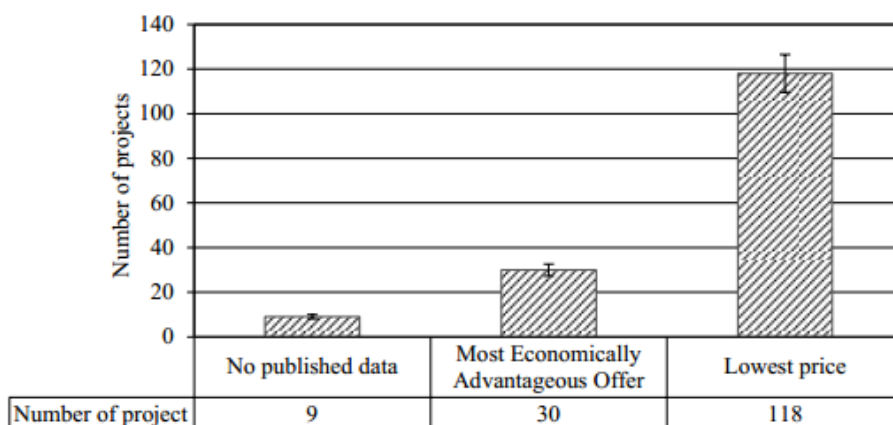 140
120
100
80
60
40
20
0
Number of projects
No published data
Most Economically
Advantageous Offer
Lowest price
Number of project 9 30 118